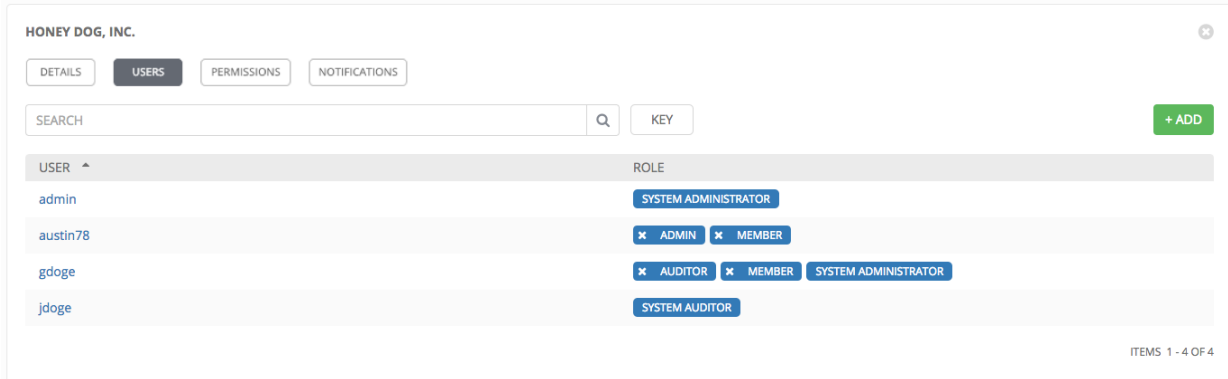 HONEY DOG, INC.
DETAILS USERS PERMISSIONS NOTIFICATIONS
SEARCH KEY + ADD
USER ROLE
admin SYSTEM ADMINISTRATOR
austin78 ADMIN MEMBER
gdoge AUDITOR MEMBER SYSTEM ADMINISTRATOR
jdoge SYSTEM AUDITOR
ITEMS 1 - 4 OF 4